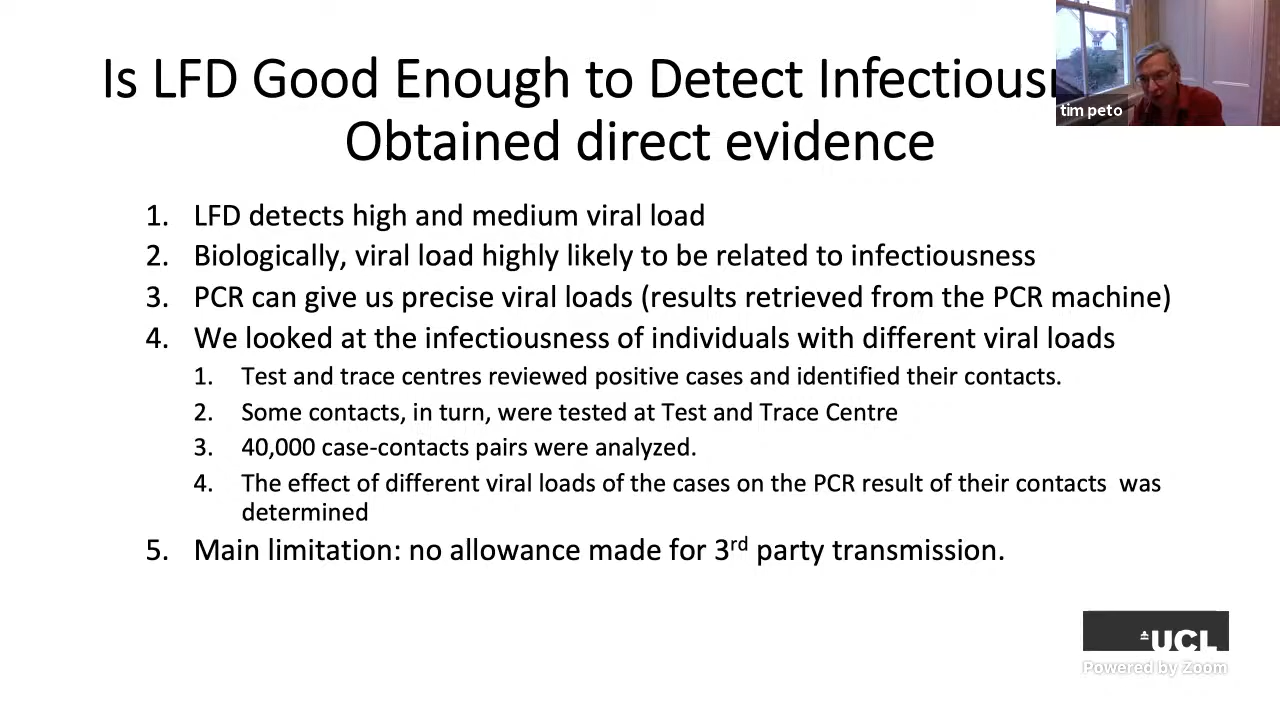 Is LFD Good Enough to Detect Infectiousn
Obtained direct evidence
tim peto
1. LFD detects high and medium viral load
2. Biologically, viral load highly likely to be related to infectiousness
3. PCR can give us precise viral loads (results retrieved from the PCR machine)
4. We looked at the infectiousness of individuals with different viral loads
1. Test and trace centres reviewed positive cases and identified their contacts.
2. Some contacts, in turn, were tested at Test and Trace Centre
3. 40,000 case-contacts pairs were analyzed.
4. The effect of different viral loads of the cases on the PCR result of their contacts was
determined
5. Main limitation: no allowance made for 3rd party transmission.
UCL
Powered by Zoom